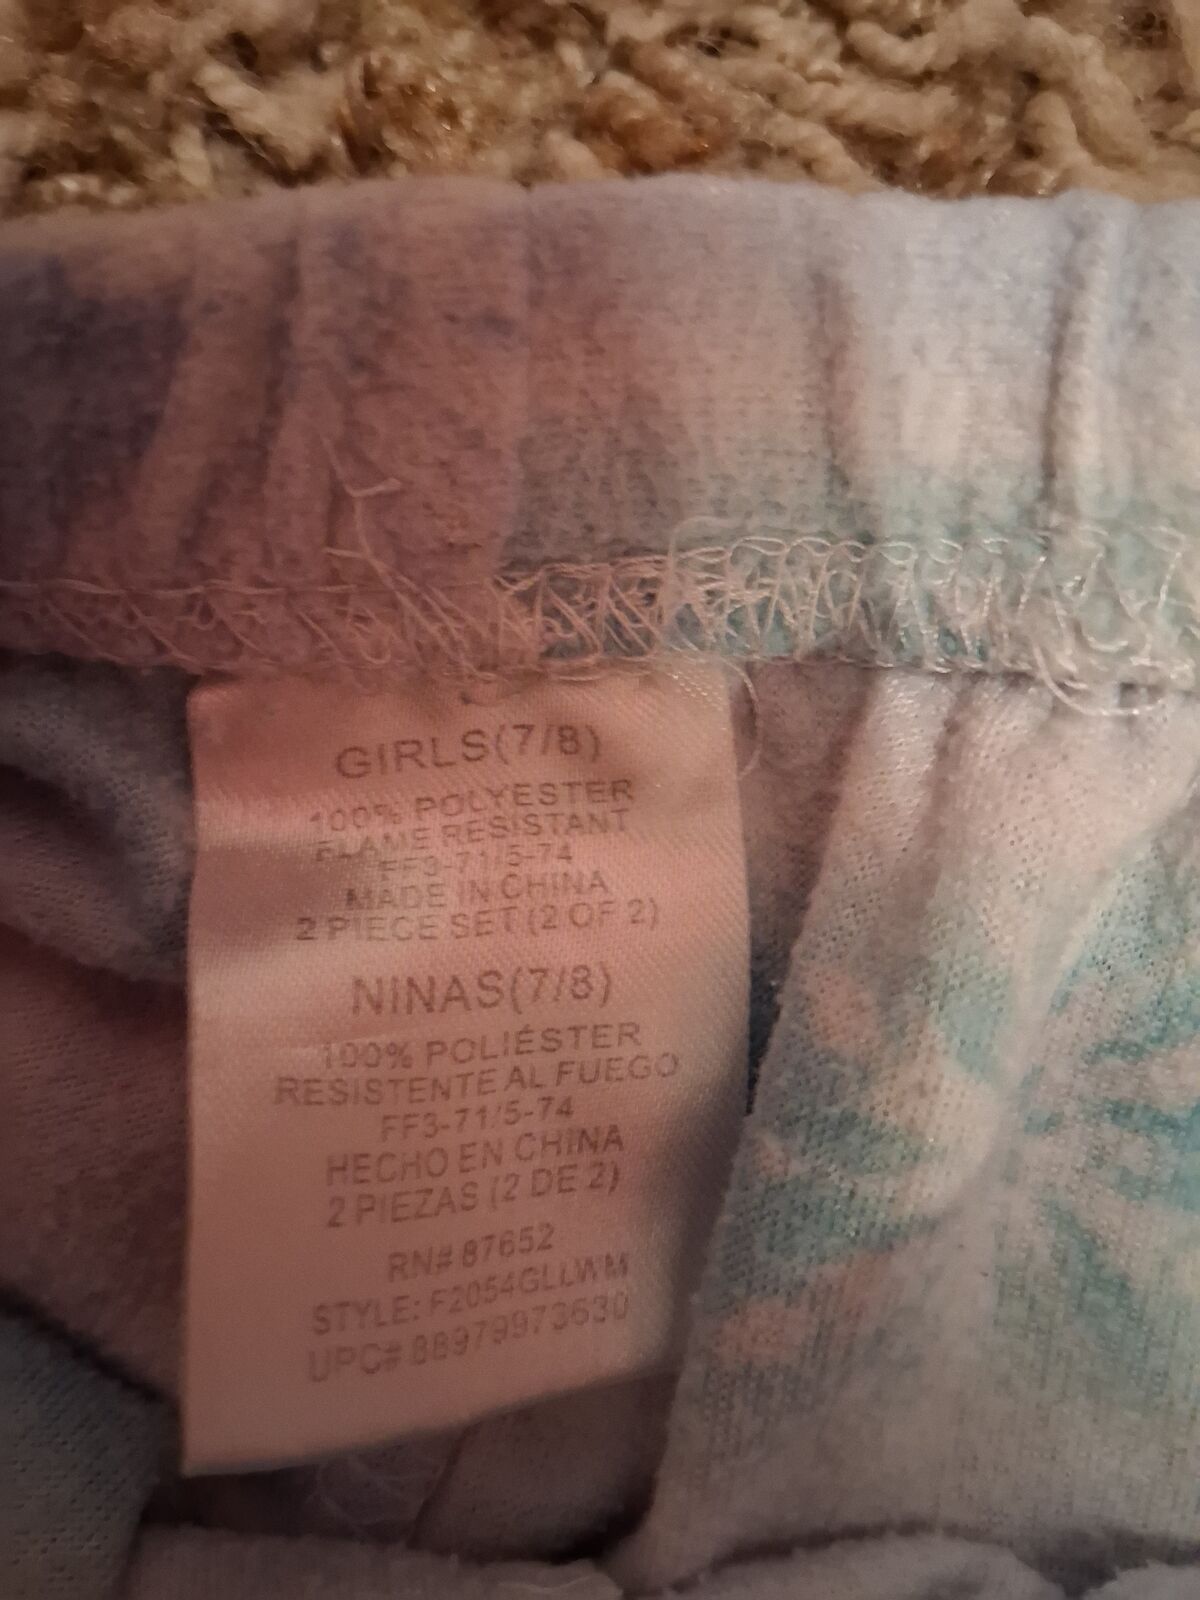 GIRLS(7/8)
100% POLYESTER
FLAME RESISTANT
FF3-71/5-74
MADE IN CHINA
2 PIECE SET (2 OF 2)
NINAS(7/8)
100% POLIÉSTER
RESISTENTE AL FUEGO
FF3-71/5-74
HECHO EN CHINA
2 PIEZAS (2 DE 2)
RN# 87652
STYLE: F2054GLLWM
UPC# 88979973630